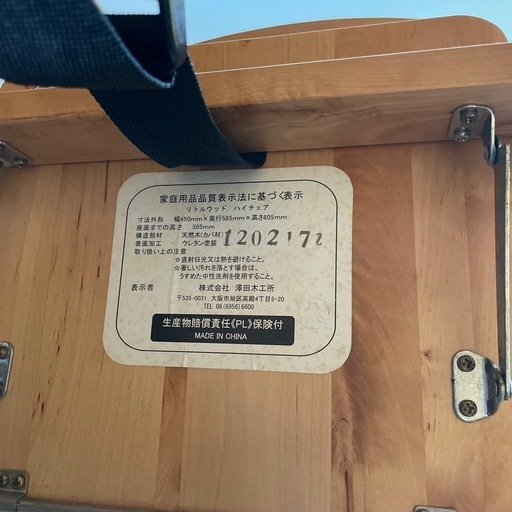 家庭用品品質表示法に基づく表示
リトルウッド ハイチェア
寸法外形 幅450mm×奥行585mm×高さ805mm
座面までの高さ 505mm
構造部材 天然木(カバ材)
表面加工 ウレタン塗装 1202172
取り扱い上の注意
☆直射日光又は熱を避けること。
☆著しい汚れを落とす場合は、
うすめた中性洗剤を使用すること。
表示者 株式会社 澤田木工所
〒535-0031 大阪市旭区高殿4丁目5-20
TEL 06(6956)6600
生産物賠償責任《PL》保険付
MADE IN CHINA